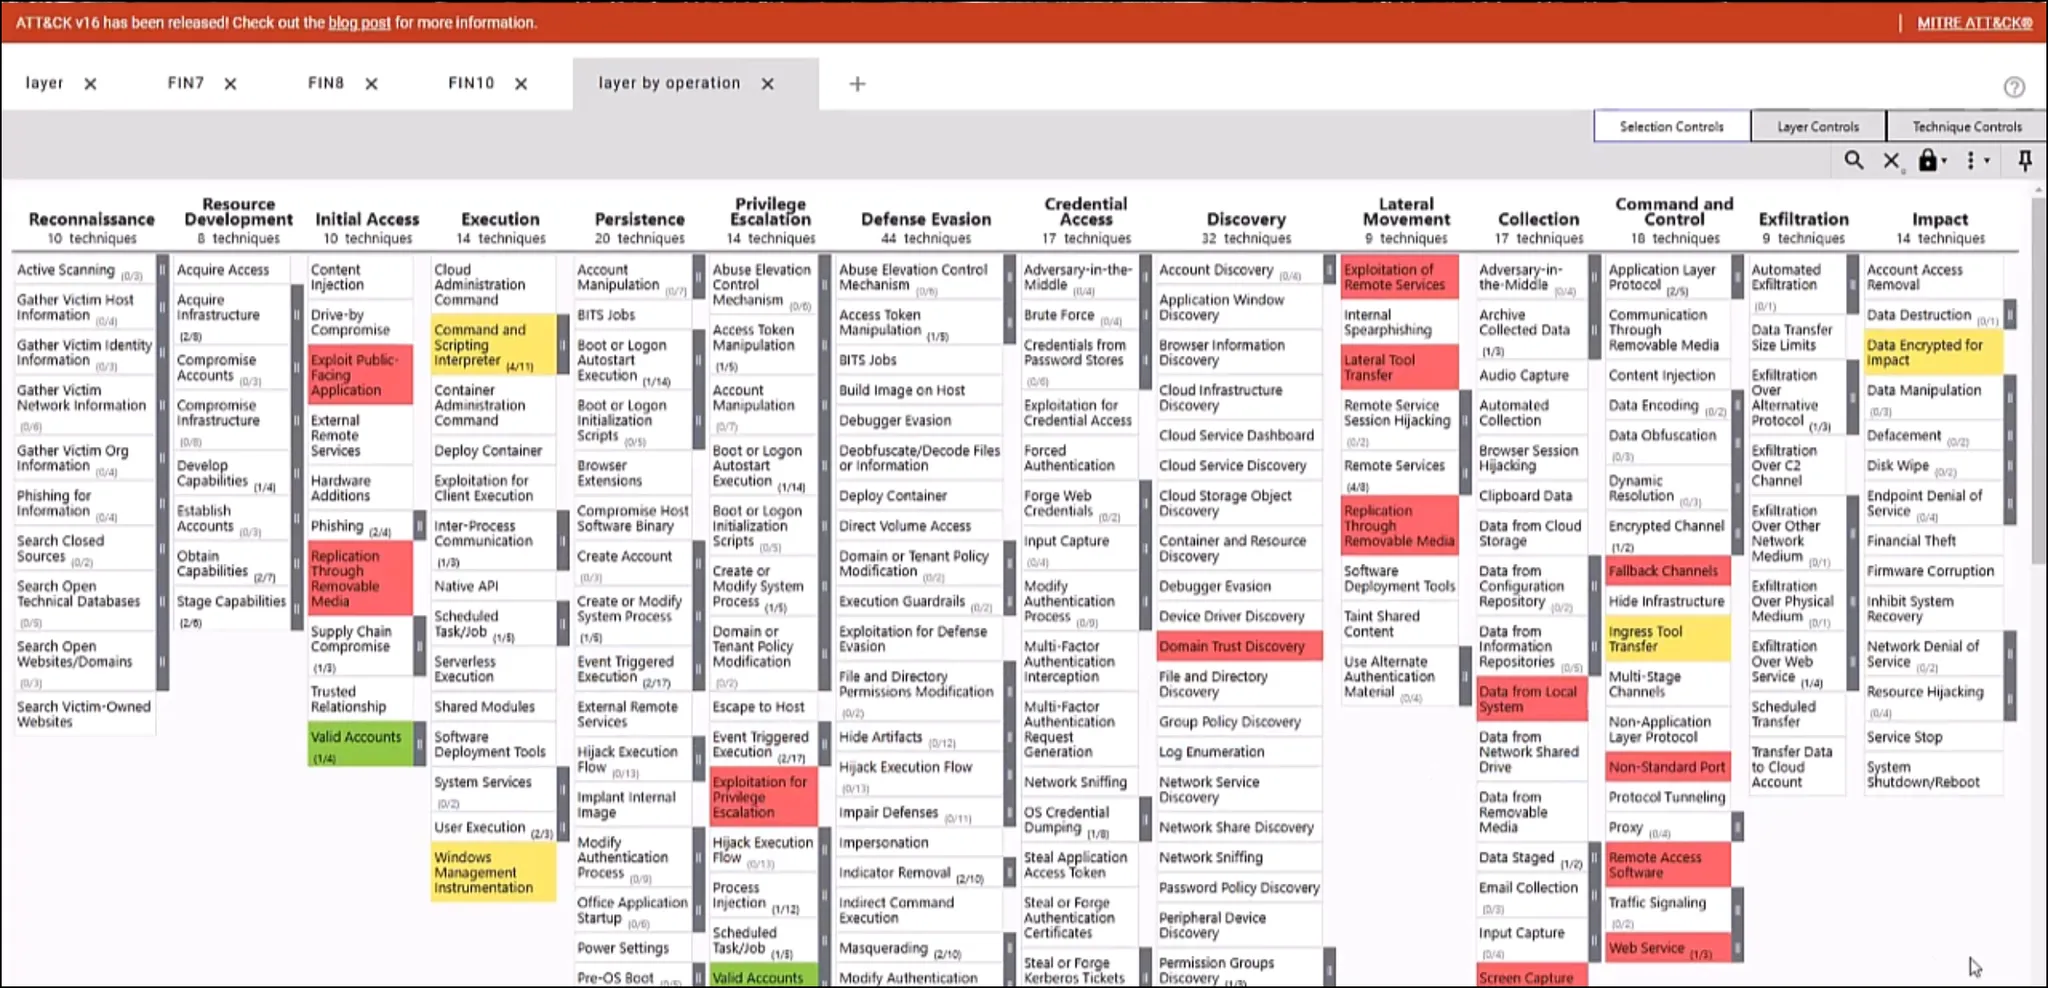 ATT&CK v16 has been released! Check out the blog post for more information.
MITRE ATT&CK®
layer
FIN7
FIN8
FIN10
layer by operation
Selection Controls
Layer Controls
Technique Controls
Reconnaissance
10 techniques
Active Scanning (0/3)
Gather Victim Host
Information (0/4)
Gather Victim Identity
Information (0/3)
Gather Victim
Network Information
(0/6)
Gather Victim Org
Information (0/4)
Phishing for
Information (0/4)
Search Closed
Sources (0/2)
Search Open
Technical Databases
(0/5)
Search Open
Websites/Domains
(0/3)
Search Victim-Owned
Websites
Resource
Development
8 techniques
Acquire Access
Acquire
Infrastructure
(2/8)
Compromise
Accounts (0/3)
Compromise
Infrastructure
(0/8)
Develop
Capabilities (1/4)
Establish
Accounts (0/3)
Obtain
Capabilities (2/7)
Stage Capabilities
(2/6)
Initial Access
10 techniques
Content
Injection
Drive-by
Compromise
Exploit Public-
Facing
Application
External
Remote
Services
Hardware
Additions
Phishing (2/4)
Replication
Through
Removable
Media
Supply Chain
Compromise
(1/3)
Trusted
Relationship
Valid Accounts
(1/4)
Execution
14 techniques
Cloud
Administration
Command
Command and
Scripting
Interpreter (4/11)
Container
Administration
Command
Deploy Container
Exploitation for
Client Execution
Inter-Process
Communication
(1/3)
Native API
Scheduled
Task/Job (1/5)
Serverless
Execution
Shared Modules
Software
Deployment Tools
System Services
(0/2)
User Execution (2/3)
Windows
Management
Instrumentation
Persistence
20 techniques
Account
Manipulation (0/7)
BITS Jobs
Boot or Logon
Autostart
Execution (1/14)
Boot or Logon
Initialization
Scripts (0/5)
Browser
Extensions
Compromise Host
Software Binary
Create Account
(0/3)
Create or Modify
System Process
(1/5)
Event Triggered
Execution (2/17)
External Remote
Services
Hijack Execution
Flow (0/13)
Implant Internal
Image
Modify
Authentication
Process (0/9)
Office Application
Startup (0/6)
Power Settings
Pre-OS Boot (0/5)
Privilege
Escalation
14 techniques
Abuse Elevation
Control
Mechanism (0/6)
Access Token
Manipulation
(1/5)
Account
Manipulation
(0/7)
Boot or Logon
Autostart
Execution (1/14)
Boot or Logon
Initialization
Scripts (0/5)
Create or
Modify System
Process (1/5)
Domain or
Tenant Policy
Modification
(0/2)
Escape to Host
Event Triggered
Execution (2/17)
Exploitation for
Privilege
Escalation
Hijack Execution
Flow (0/13)
Process
Injection (1/12)
Scheduled
Task/Job (1/5)
Valid Accounts
Defense Evasion
44 techniques
Abuse Elevation Control
Mechanism (0/6)
Access Token
Manipulation (1/5)
BITS Jobs
Build Image on Host
Debugger Evasion
Deobfuscate/Decode Files
or Information
Deploy Container
Direct Volume Access
Domain or Tenant Policy
Modification (0/2)
Execution Guardrails (0/2)
Exploitation for Defense
Evasion
File and Directory
Permissions Modification
(0/2)
Hide Artifacts (0/12)
Hijack Execution Flow
(0/13)
Impair Defenses (0/11)
Impersonation
Indicator Removal (2/10)
Indirect Command
Execution
Masquerading (2/10)
Modify Authentication
Credential
Access
17 techniques
Adversary-in-the-
Middle (0/4)
Brute Force (0/4)
Credentials from
Password Stores
(0/6)
Exploitation for
Credential Access
Forced
Authentication
Forge Web
Credentials (0/2)
Input Capture
(0/4)
Modify
Authentication
Process (0/9)
Multi-Factor
Authentication
Interception
Multi-Factor
Authentication
Request
Generation
Network Sniffing
OS Credential
Dumping (1/8)
Steal Application
Access Token
Steal or Forge
Authentication
Certificates
Steal or Forge
Kerberos Tickets
Discovery
32 techniques
Account Discovery (0/4)
Application Window
Discovery
Browser Information
Discovery
Cloud Infrastructure
Discovery
Cloud Service Dashboard
Cloud Service Discovery
Cloud Storage Object
Discovery
Container and Resource
Discovery
Debugger Evasion
Device Driver Discovery
Domain Trust Discovery
File and Directory
Discovery
Group Policy Discovery
Log Enumeration
Network Service
Discovery
Network Share Discovery
Network Sniffing
Password Policy Discovery
Peripheral Device
Discovery
Permission Groups
Discovery (1/3)
Lateral
Movement
9 techniques
Exploitation of
Remote Services
Internal
Spearphishing
Lateral Tool
Transfer
Remote Service
Session Hijacking
(0/2)
Remote Services
(4/8)
Replication
Through
Removable Media
Software
Deployment Tools
Taint Shared
Content
Use Alternate
Authentication
Material (0/4)
Collection
17 techniques
Adversary-in-
the-Middle (0/4)
Archive
Collected Data
(1/3)
Audio Capture
Automated
Collection
Browser Session
Hijacking
Clipboard Data
Data from Cloud
Storage
Data from
Configuration
Repository (0/2)
Data from
Information
Repositories (0/5)
Data from Local
System
Data from
Network Shared
Drive
Data from
Removable
Media
Data Staged (1/2)
Email Collection
(0/3)
Input Capture
(0/4)
Screen Capture
Command and
Control
18 techniques
Application Layer
Protocol (2/5)
Communication
Through
Removable Media
Content Injection
Data Encoding (0/2)
Data Obfuscation
(0/3)
Dynamic
Resolution (0/3)
Encrypted Channel
(1/2)
Fallback Channels
Hide Infrastructure
Ingress Tool
Transfer
Multi-Stage
Channels
Non-Application
Layer Protocol
Non-Standard Port
Protocol Tunneling
Proxy (0/4)
Remote Access
Software
Traffic Signaling
(0/2)
Web Service (1/3)
Exfiltration
9 techniques
Automated
Exfiltration
(0/1)
Data Transfer
Size Limits
Exfiltration
Over
Alternative
Protocol (1/3)
Exfiltration
Over C2
Channel
Exfiltration
Over Other
Network
Medium (0/1)
Exfiltration
Over Physical
Medium (0/1)
Exfiltration
Over Web
Service (1/4)
Scheduled
Transfer
Transfer Data
to Cloud
Account
Impact
14 techniques
Account Access
Removal
Data Destruction (0/1)
Data Encrypted for
Impact
Data Manipulation
(0/3)
Defacement (0/2)
Disk Wipe (0/2)
Endpoint Denial of
Service (0/4)
Financial Theft
Firmware Corruption
Inhibit System
Recovery
Network Denial of
Service (0/2)
Resource Hijacking
(0/4)
Service Stop
System
Shutdown/Reboot